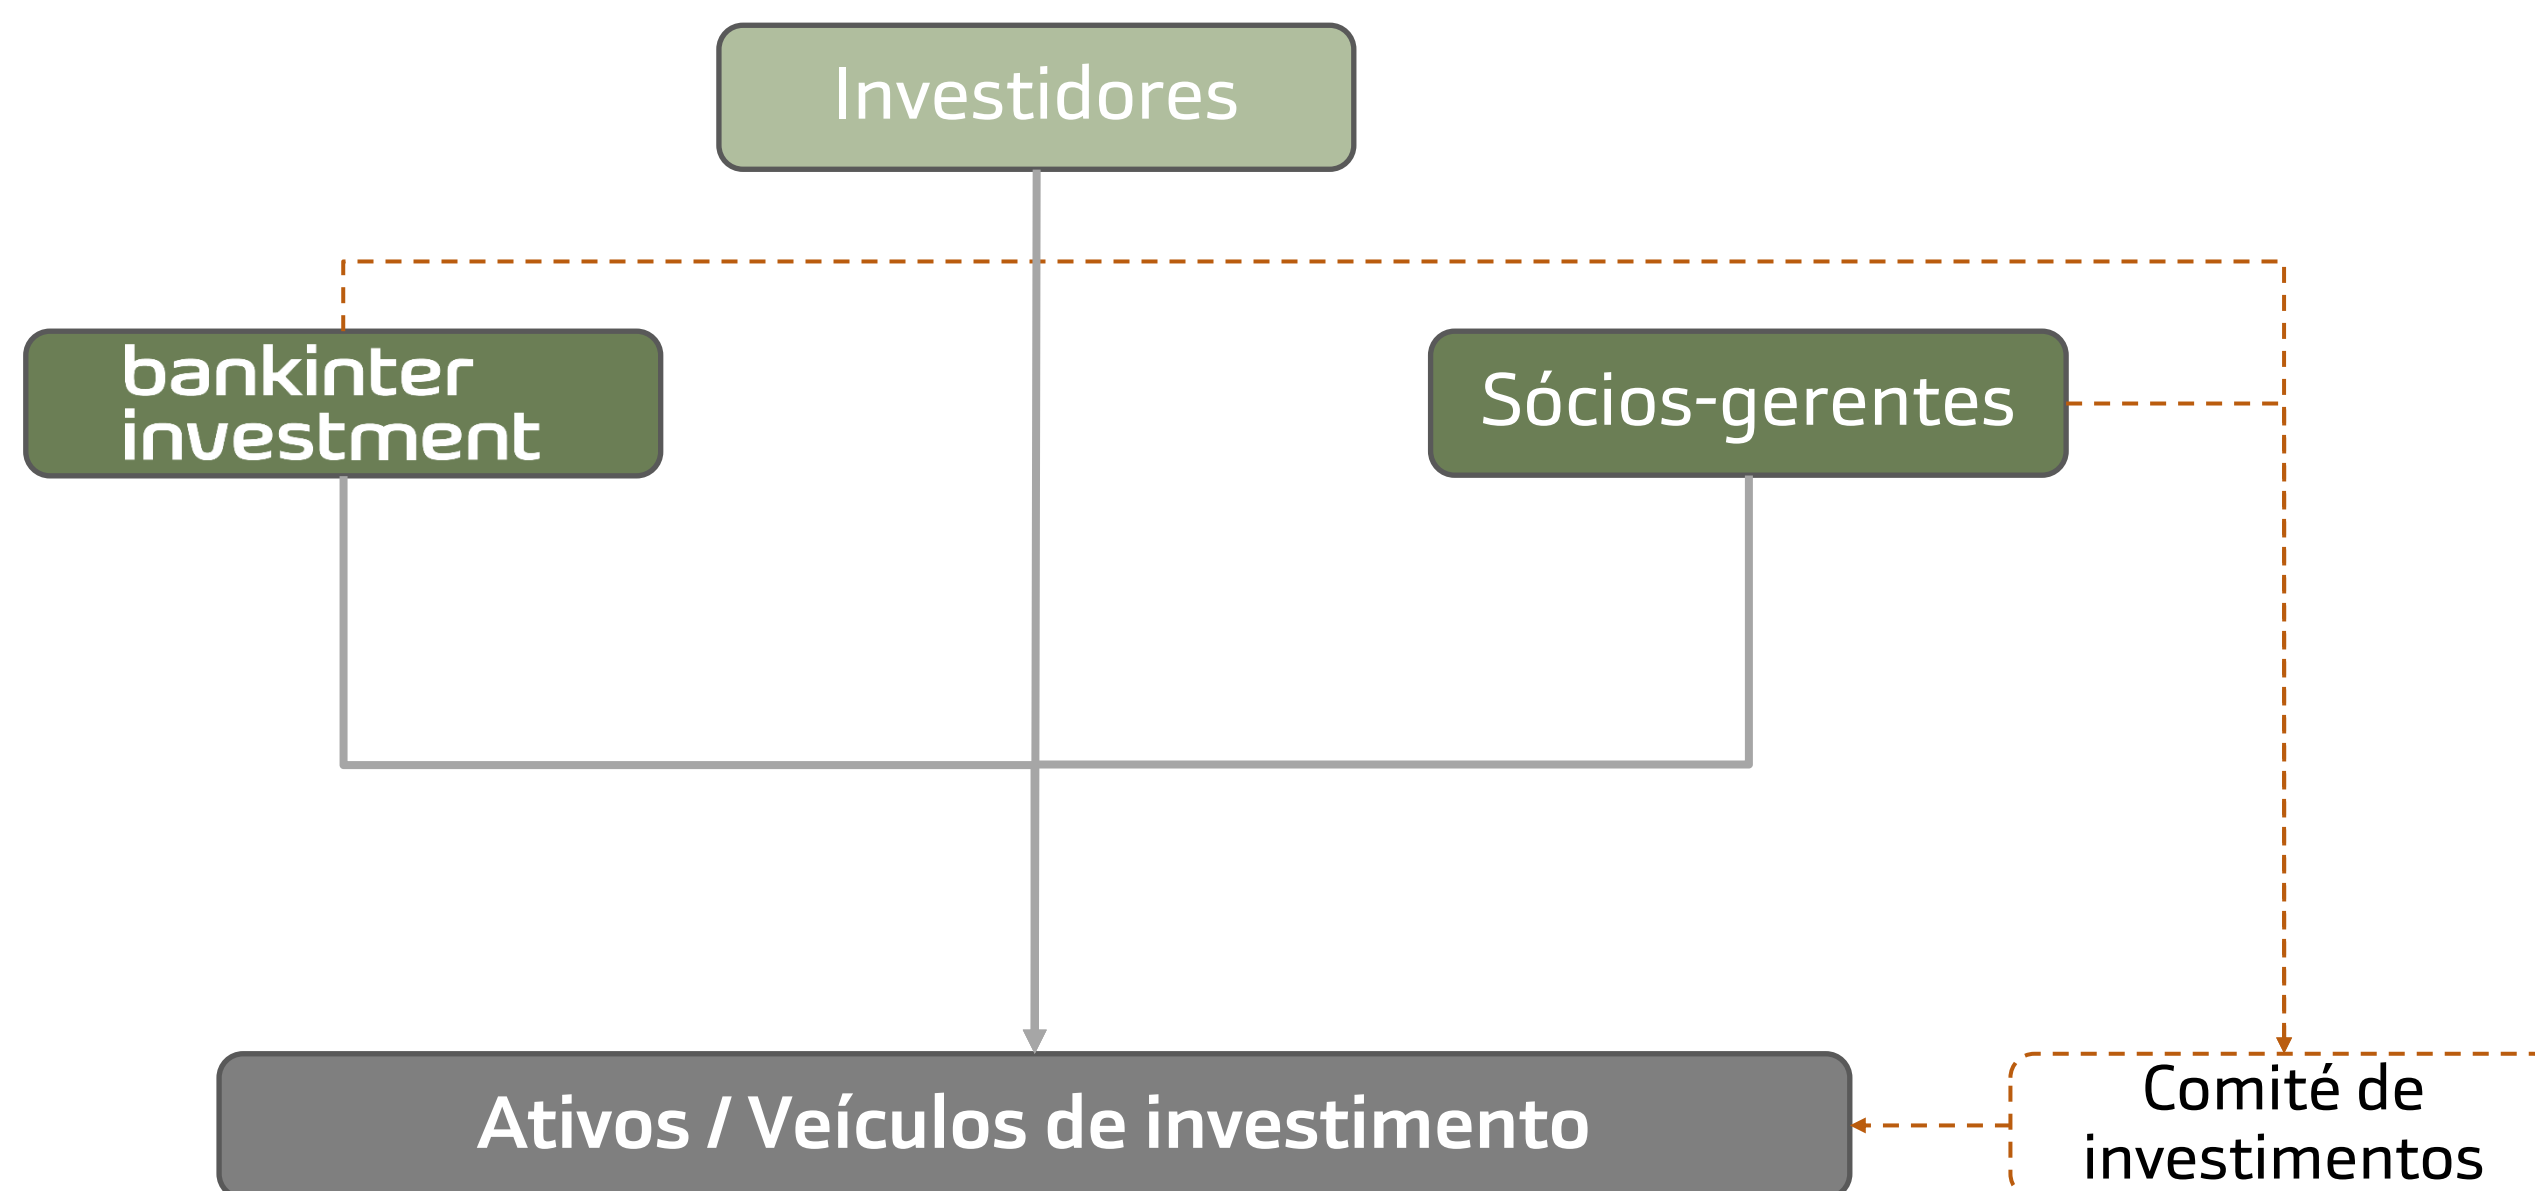 Investidores
bankinter
investment
Sócios-gerentes
Ativos / Veículos de investimento
Comité de
investimentos